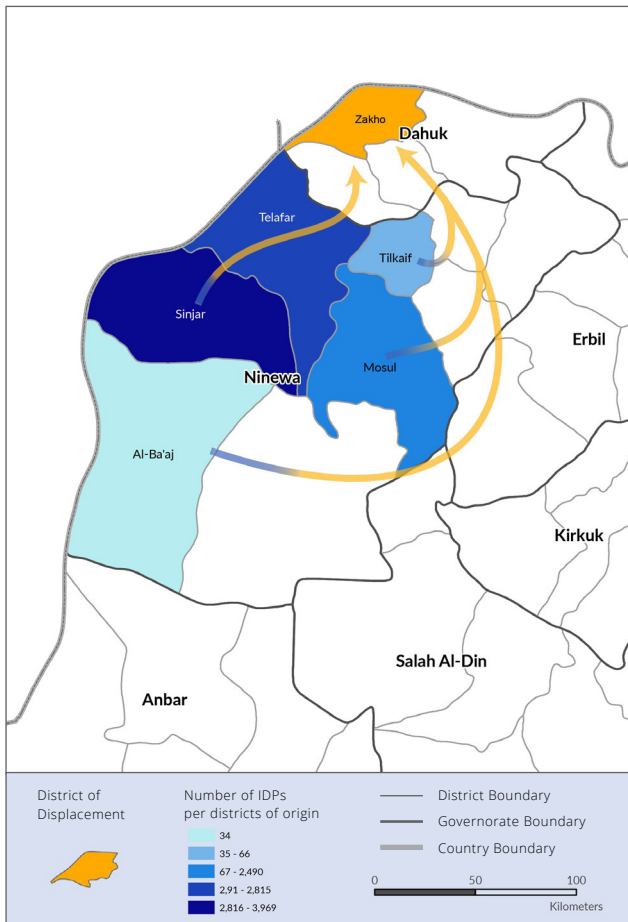 Zakho
Dahuk
Telafar
Tilkaif
Sinjar
Erbil
Mosul
Ninewa
Al-Ba'aj
Kirkuk
Salah Al-Din
Anbar
District of
Displacement
Number of IDPs
per districts of origin
34
35 - 66
67 - 2,490
2,91 - 2,815
2,816 - 3,969
District Boundary
Governorate Boundary
Country Boundary
0 50 100
Kilometers